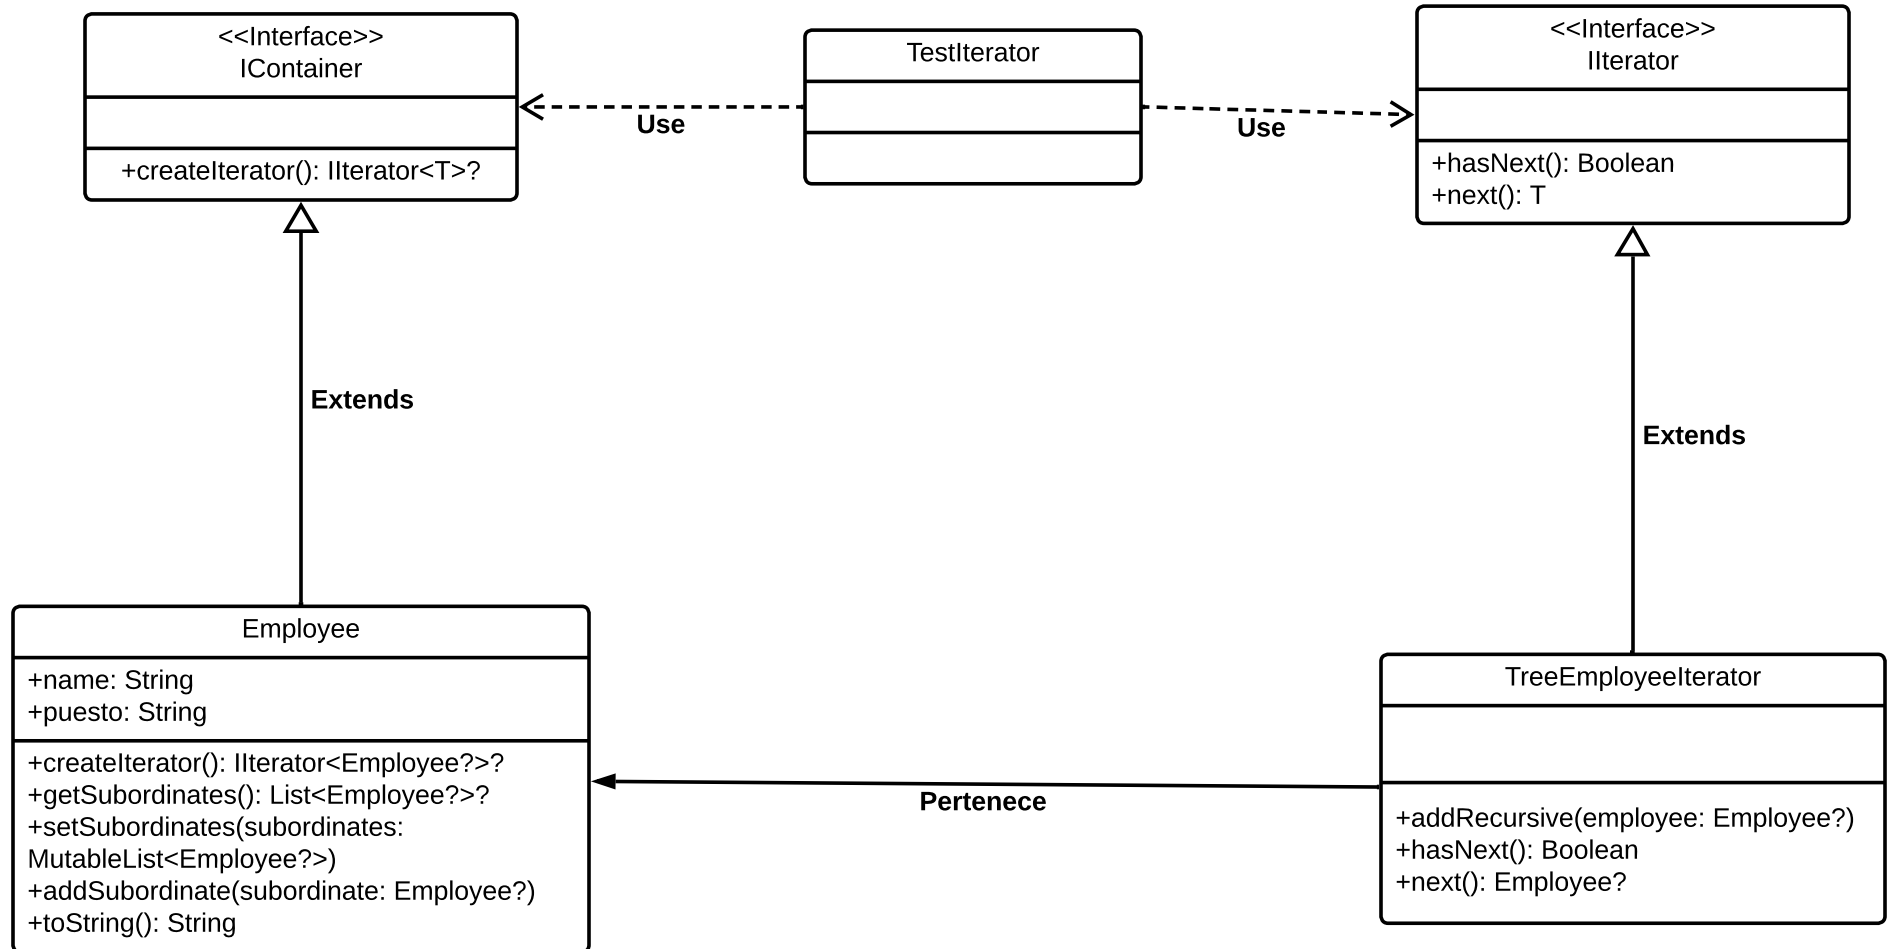 <<Interface>>
IContainer
+createIterator(): IIterator<T>?
TestIterator
<<Interface>>
IIterator
+hasNext(): Boolean
+next(): T
Use
Use
Extends
Extends
Employee
+name: String
+puesto: String
+createIterator(): IIterator<Employee?>?
+getSubordinates(): List<Employee?>?
+setSubordinates(subordinates:
MutableList<Employee?>)
+addSubordinate(subordinate: Employee?)
+toString(): String
Pertenece
TreeEmployeeIterator
+addRecursive(employee: Employee?)
+hasNext(): Boolean
+next(): Employee?